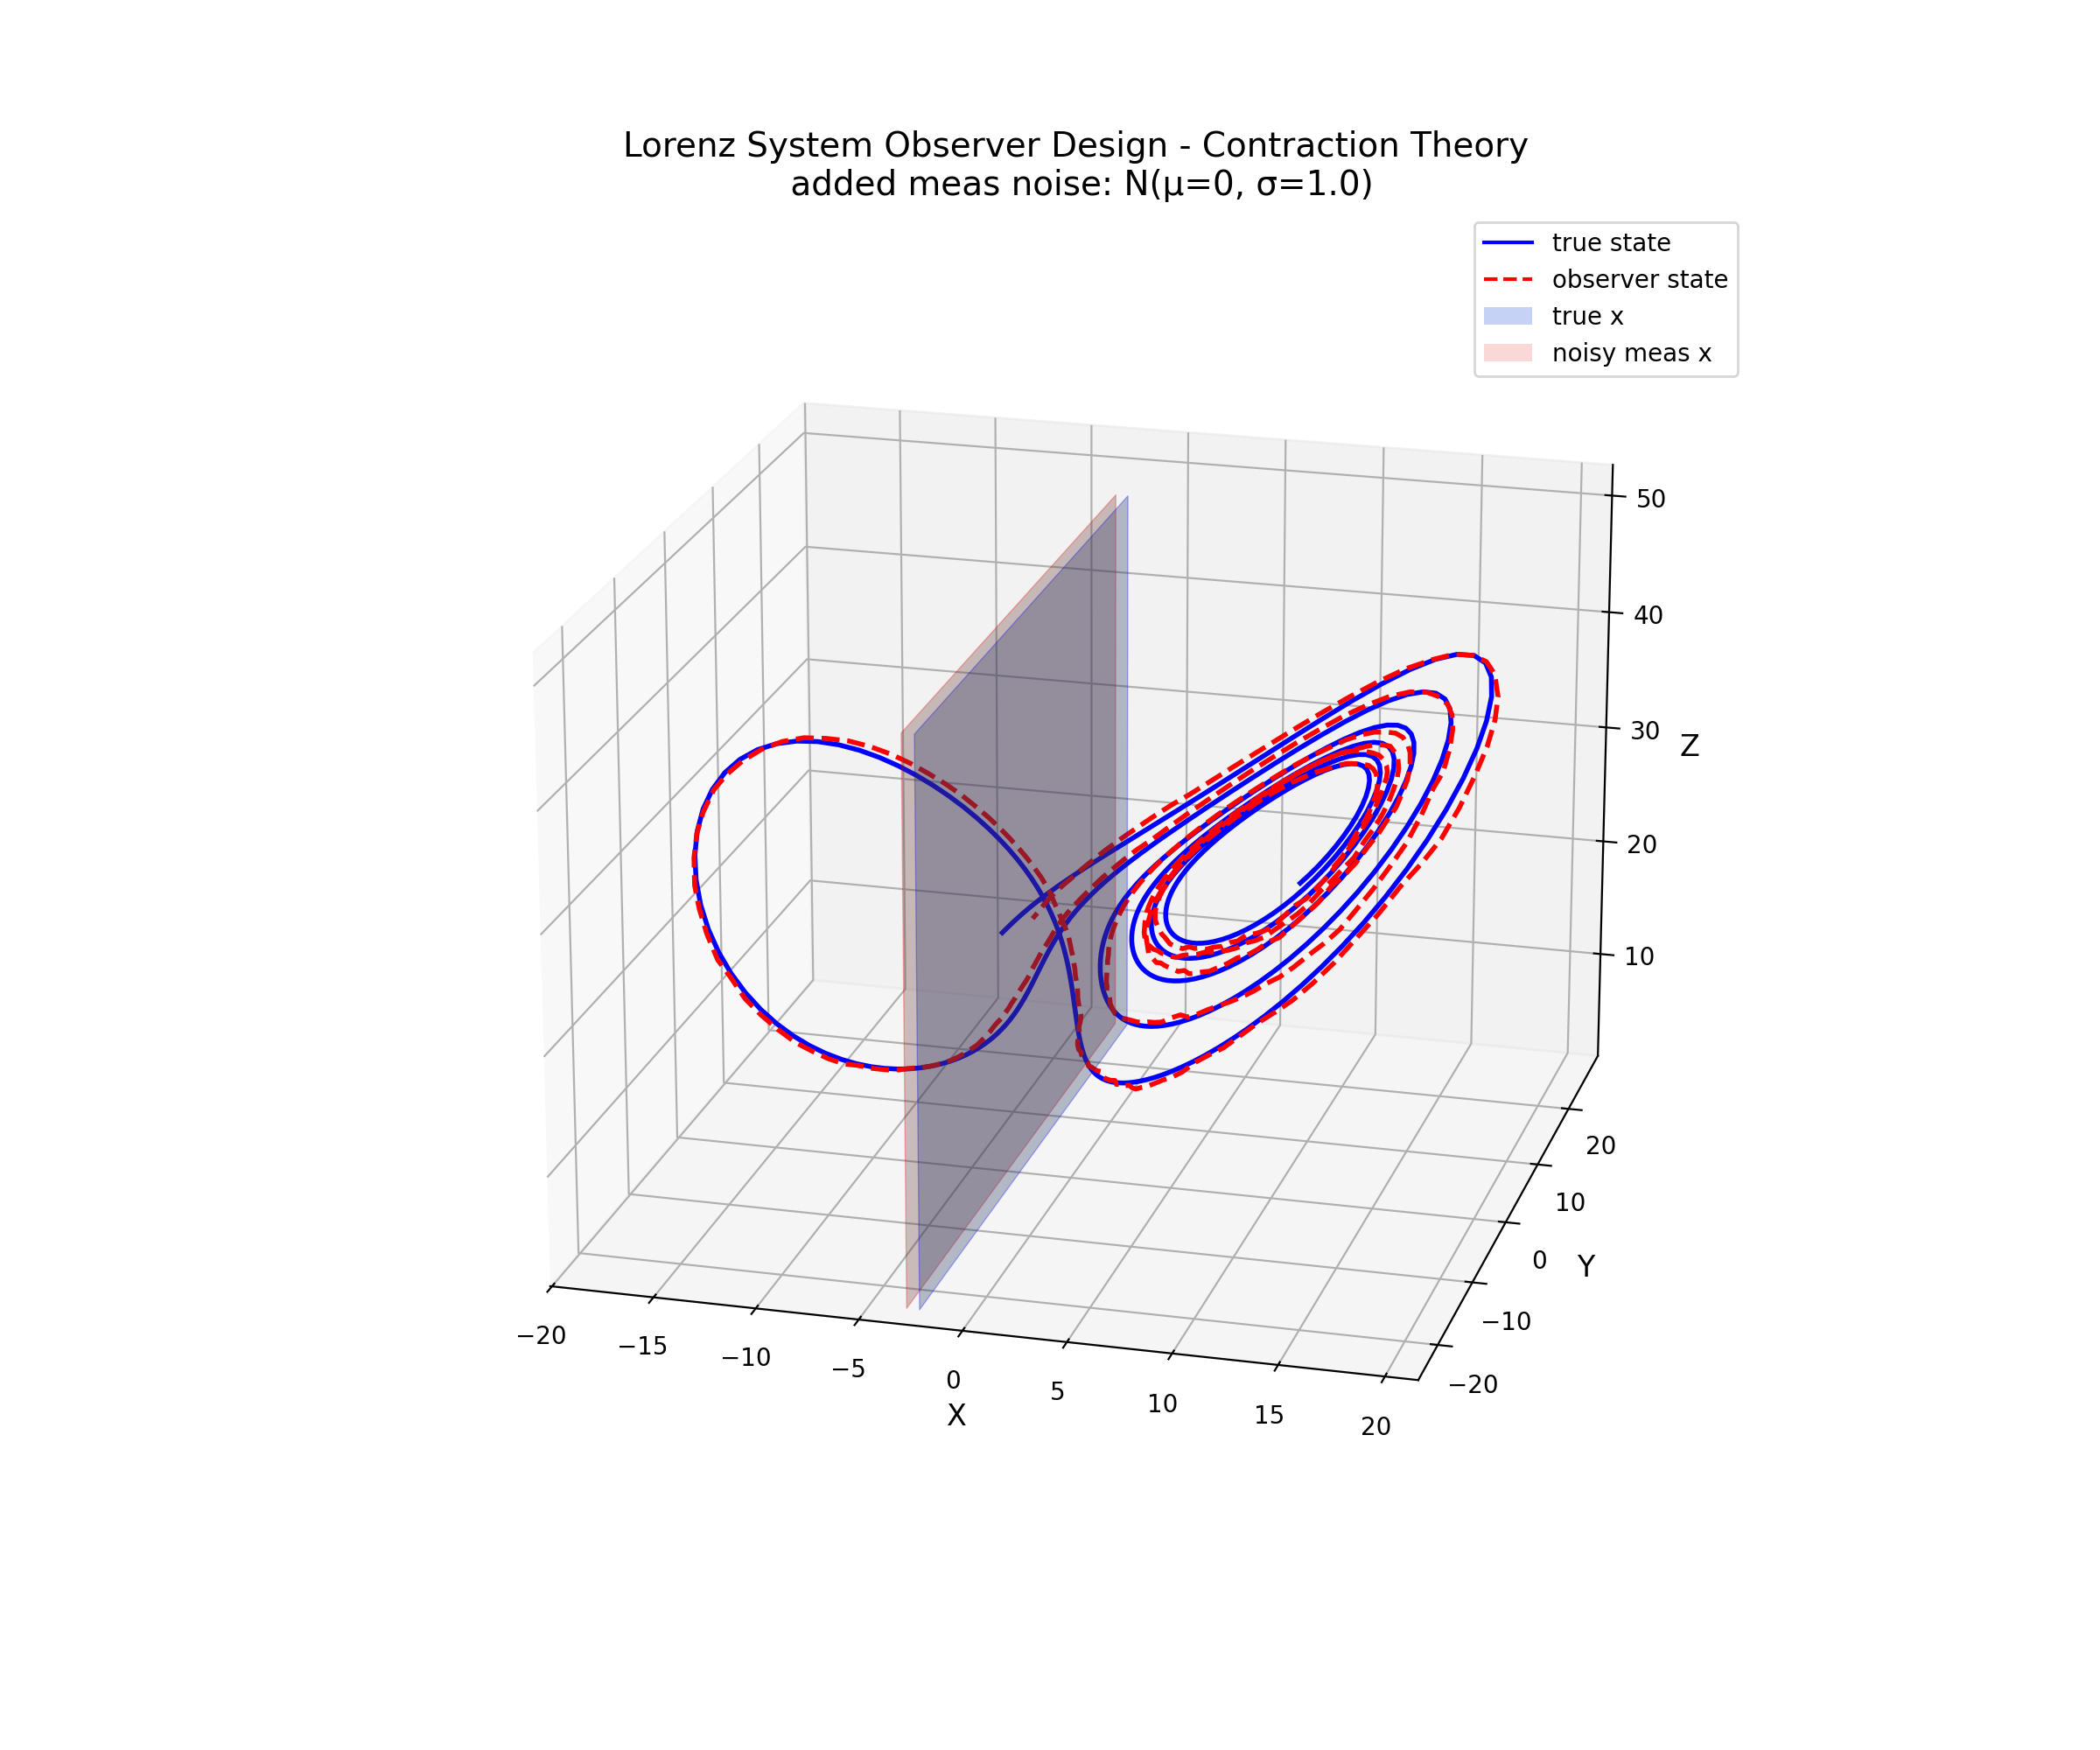 Lorenz System Observer Design - Contraction Theory
added meas noise: N(μ=0, σ=1.0)
true state
observer state
true x
noisy meas x
50
40
30
20
10
Z
20
10
0
−10
−20
Y
−20
−15
−10
−5
0
5
10
15
20
X